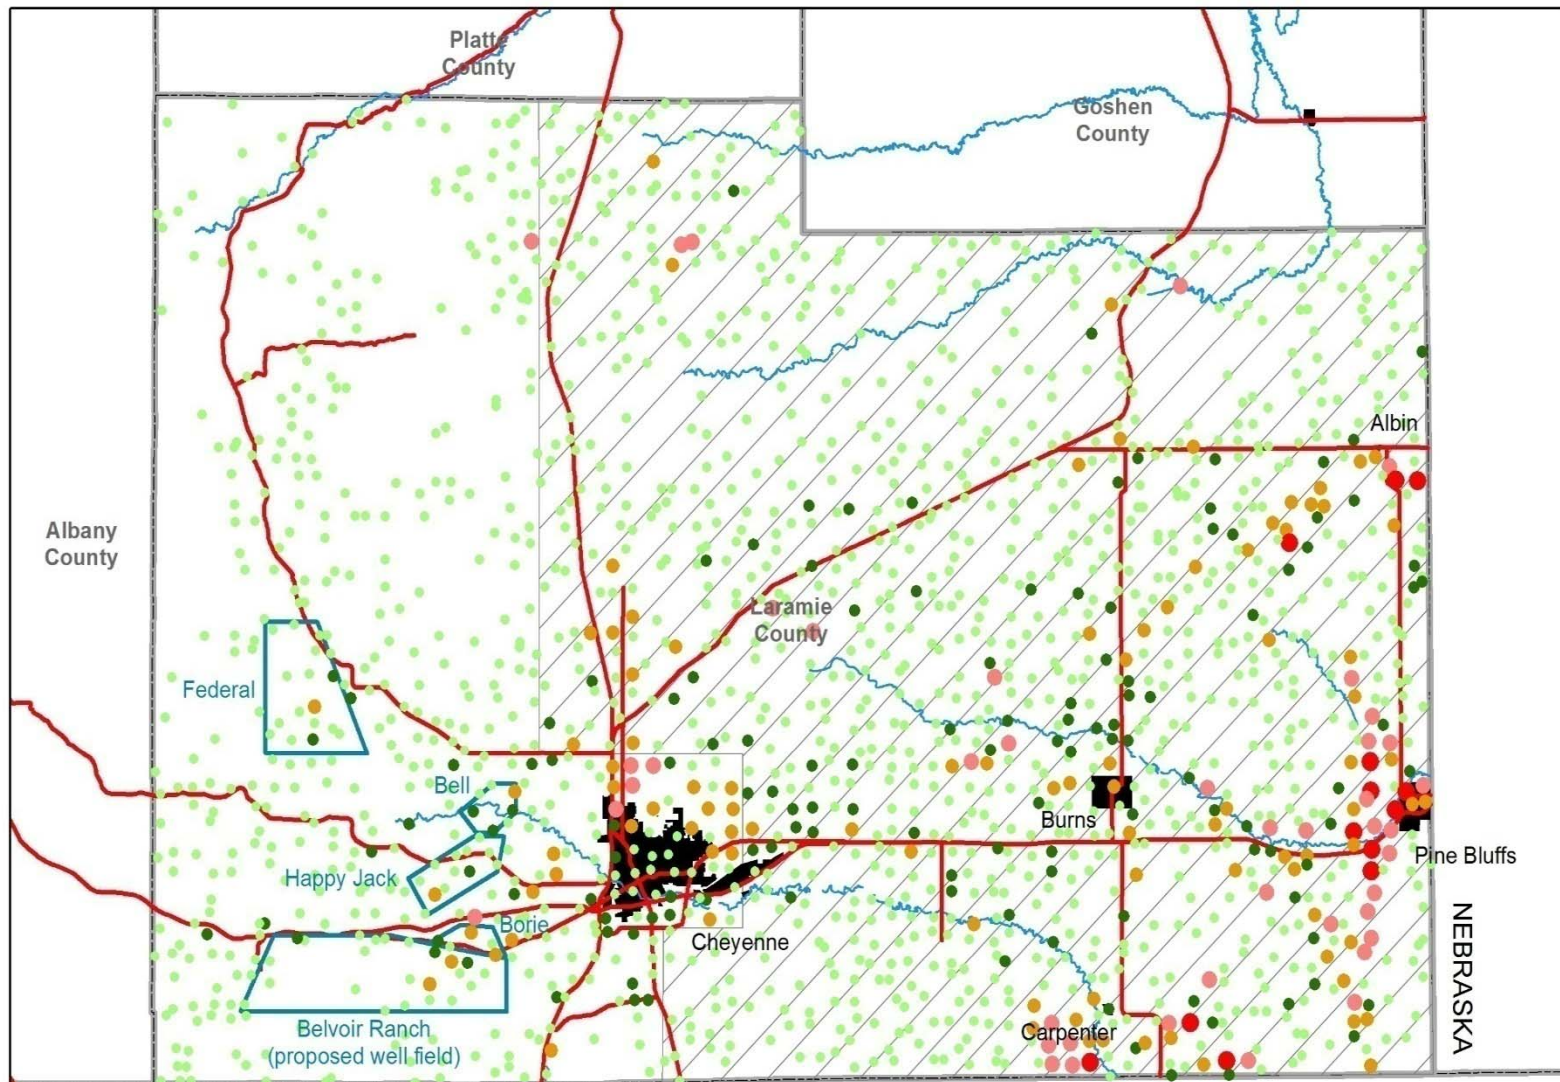 Platte
County
Goshen
County
Albin
Albany
County
Laramie
County
Federal
Bell
Burns
Pine Bluffs
Happy Jack
Borie
Cheyenne
NEBRASKA
Belvoir Ranch
(proposed well field)
Carpenter